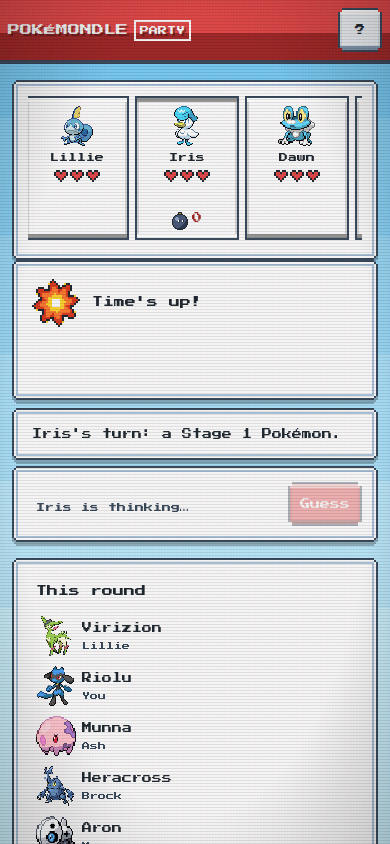 POKéMONDLE PARTY
?
Lillie
Iris
Dawn
0
Time's up!
Iris's turn: a Stage 1 Pokémon.
Iris is thinking…
Guess
This round
Virizion
Lillie
Riolu
You
Munna
Ash
Heracross
Brock
Aron